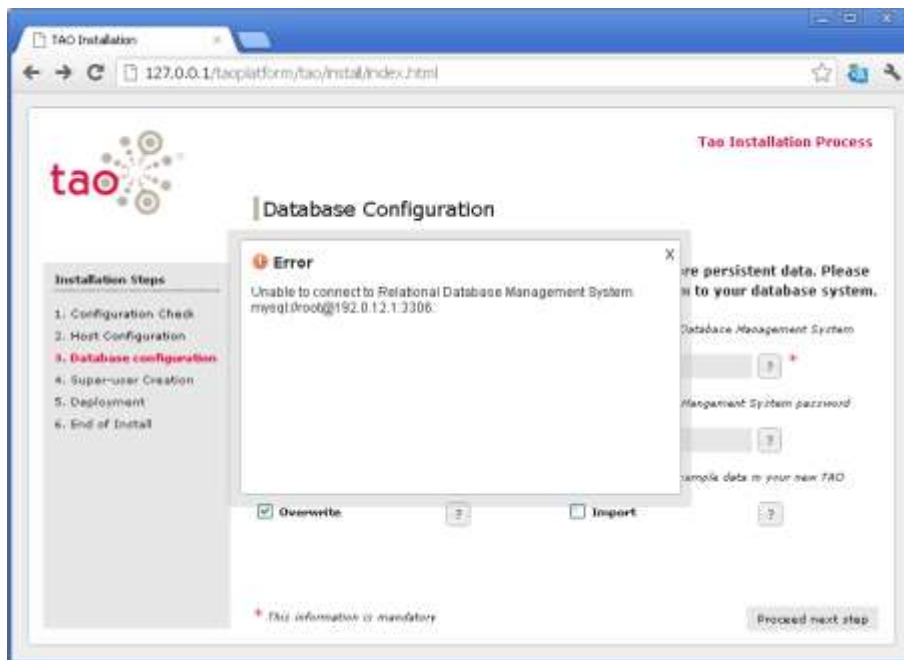 TAO Installation
127.0.0.1/taoplatform/tao/install/index.html
tao
Tao Installation Process
Database Configuration
Error
X
Unable to connect to Relational Database Management System
mysql://root@192.0.12.1:3306.
re persistent data. Please
to your database system.
Installation Steps
1. Configuration Check
2. Host Configuration
3. Database configuration
4. Super-user Creation
5. Deployment
6. End of Install
Database Management System
? *
Mangement System password
?
sample data in your new TAO
Overwrite ? Import ?
* This information is mandatory
Proceed next step